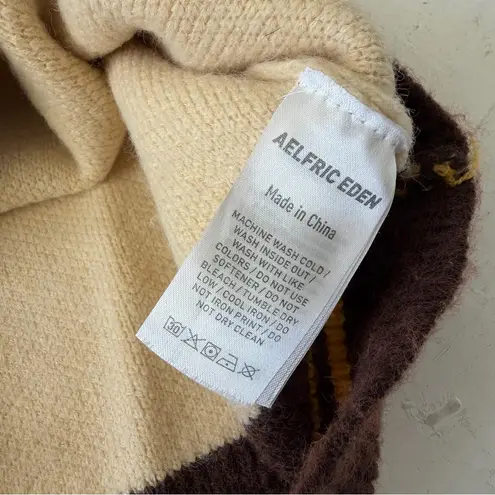 AELFRIC EDEN
Made in China
MACHINE WASH COLD /
WASH INSIDE OUT /
WASH WITH LIKE
COLORS / DO NOT USE
SOFTENER / DO NOT
BLEACH / TUMBLE DRY
LOW / COOL IRON / DO
NOT IRON PRINT / DO
NOT DRY CLEAN
30